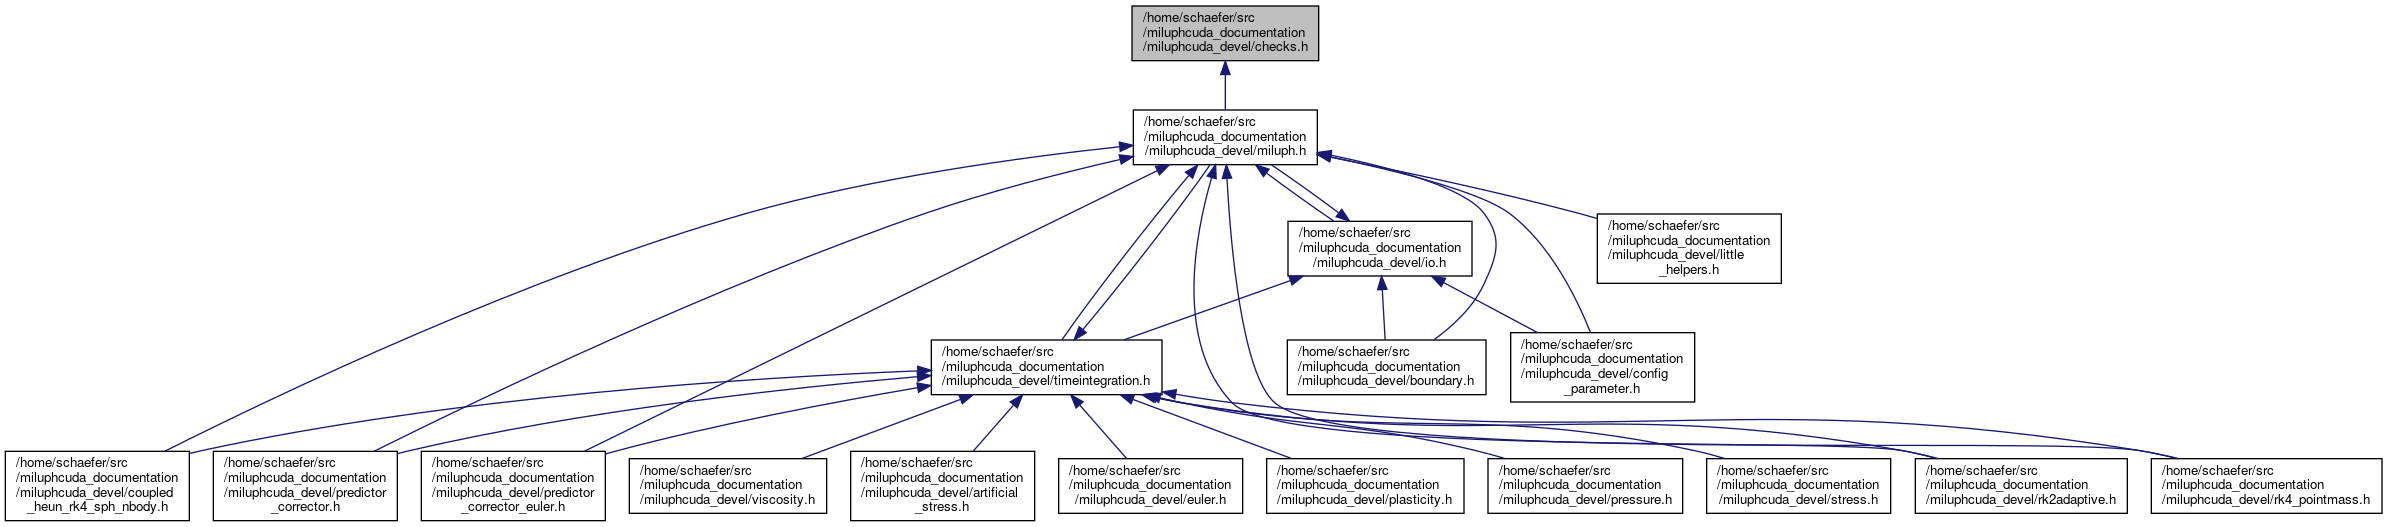 /home/schaefer/src
/miluphcuda_documentation
/miluphcuda_devel/checks.h
/home/schaefer/src
/miluphcuda_documentation
/miluphcuda_devel/miluph.h
/home/schaefer/src
/miluphcuda_documentation
/miluphcuda_devel/little
_helpers.h
/home/schaefer/src
/miluphcuda_documentation
/miluphcuda_devel/io.h
/home/schaefer/src
/miluphcuda_documentation
/miluphcuda_devel/timeintegration.h
/home/schaefer/src
/miluphcuda_documentation
/miluphcuda_devel/boundary.h
/home/schaefer/src
/miluphcuda_documentation
/miluphcuda_devel/config
_parameter.h
/home/schaefer/src
/miluphcuda_documentation
/miluphcuda_devel/coupled
_heun_rk4_sph_nbody.h
/home/schaefer/src
/miluphcuda_documentation
/miluphcuda_devel/predictor
_corrector.h
/home/schaefer/src
/miluphcuda_documentation
/miluphcuda_devel/predictor
_corrector_euler.h
/home/schaefer/src
/miluphcuda_documentation
/miluphcuda_devel/viscosity.h
/home/schaefer/src
/miluphcuda_documentation
/miluphcuda_devel/artificial
_stress.h
/home/schaefer/src
/miluphcuda_documentation
/miluphcuda_devel/euler.h
/home/schaefer/src
/miluphcuda_documentation
/miluphcuda_devel/plasticity.h
/home/schaefer/src
/miluphcuda_documentation
/miluphcuda_devel/pressure.h
/home/schaefer/src
/miluphcuda_documentation
/miluphcuda_devel/stress.h
/home/schaefer/src
/miluphcuda_documentation
/miluphcuda_devel/rk2adaptive.h
/home/schaefer/src
/miluphcuda_documentation
/miluphcuda_devel/rk4_pointmass.h